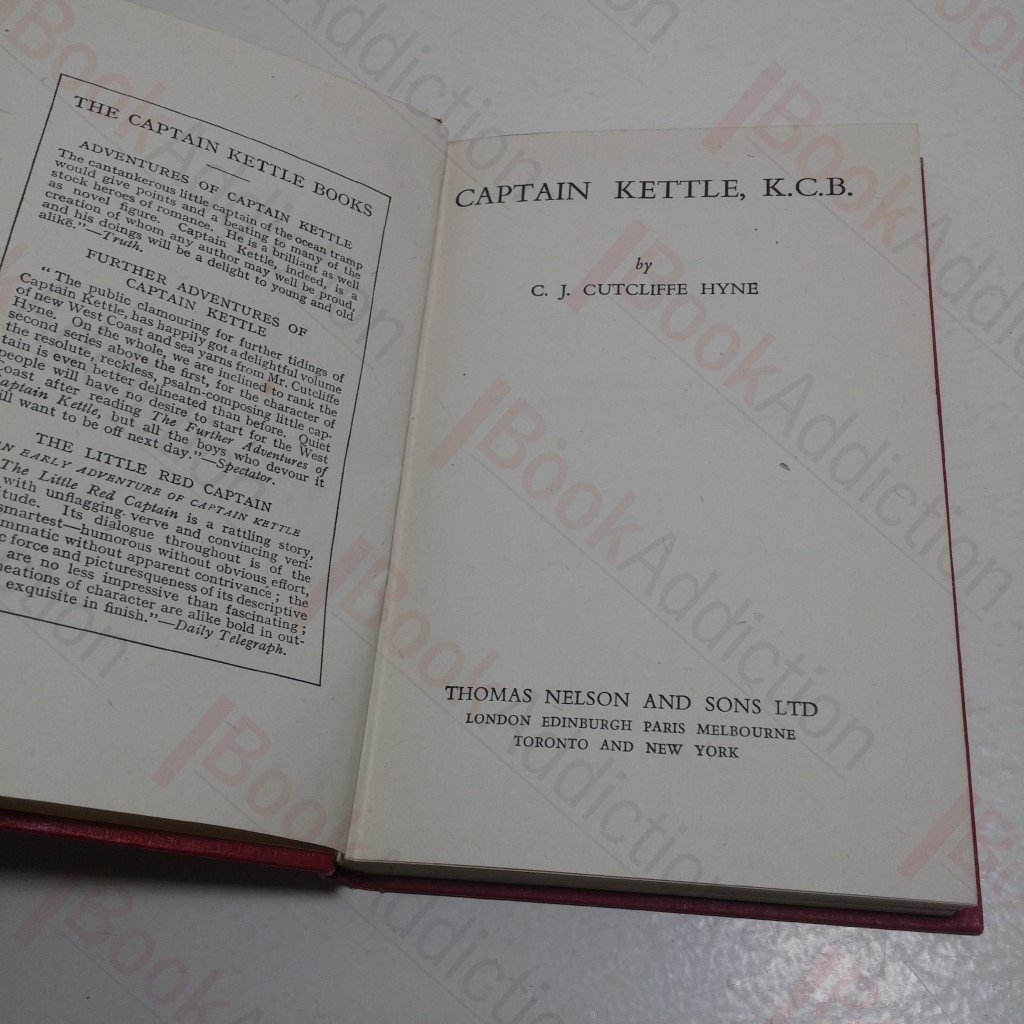 THE CAPTAIN KETTLE BOOKS
ADVENTURES OF CAPTAIN KETTLE
The cantankerous little captain of the ocean tramp
would give points and a beating to many of the
stock heroes of romance. He is a brilliant as well
as novel figure. Captain Kettle, indeed, is a
creation of whom any author may well be proud,
and his doings will be a delight to young and old
alike."—Truth.
FURTHER ADVENTURES OF
CAPTAIN KETTLE
"The public clamouring for further tidings of
Captain Kettle, has happily got a delightful volume
of new West Coast and sea yarns from Mr. Cutcliffe
Hyne. On the whole, we are inclined to rank the
second series above the first, for the character of
the resolute, reckless, psalm-composing little cap-
tain is even better delineated than before. Quiet
people will have no desire to start for the West
oast after reading The Further Adventures of
aptain Kettle, but all the boys who devour it
ill want to be off next day."—Spectator.
THE LITTLE RED CAPTAIN
N EARLY ADVENTURE OF CAPTAIN KETTLE
The Little Red Captain is a rattling story,
with unflagging verve and convincing veri-
itude. Its dialogue throughout is of the
smartest—humorous without obvious effort,
mmatic without apparent contrivance; the
c force and picturesqueness of its descriptive
are no less impressive than fascinating;
neations of character are alike bold in out-
exquisite in finish."—Daily Telegraph.
CAPTAIN KETTLE, K.C.B.
by
C. J. CUTCLIFFE HYNE
THOMAS NELSON AND SONS LTD
LONDON EDINBURGH PARIS MELBOURNE
TORONTO AND NEW YORK
BookAddiction